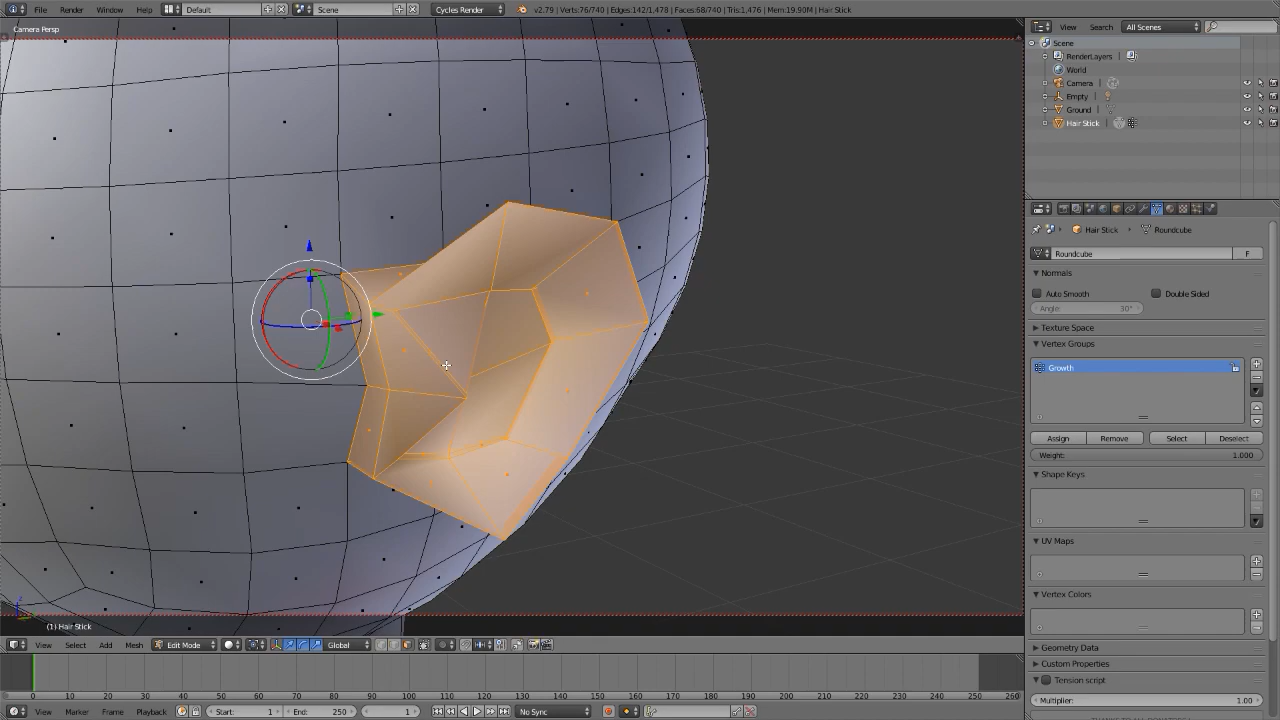 File Render Window Help Default Scene Cycles Render v2.79 | Verts:76/740 | Edges:142/1,478 | Faces:68/740 | Tris:1,476 | Mem:19.90M | Hair Stick
Camera Persp
View Search All Scenes
Scene
RenderLayers
World
Camera
Empty
Ground
Hair Stick
Hair Stick Roundcube
Roundcube F
Normals
Auto Smooth Double Sided
Angle: 30°
Texture Space
Vertex Groups
Growth
Assign Remove Select Deselect
Weight: 1.000
Shape Keys
UV Maps
Vertex Colors
Geometry Data
Custom Properties
Tension script
Multiplier: 1.00
(1) Hair Stick
View Select Add Mesh Edit Mode Global
0 10 20 30 40 50 60 70 80 90 100 110 120 130 140 150 160 170 180 190 200 210 220 230 240 250 260
View Marker Frame Playback Start: 1 End: 250 1 No Sync